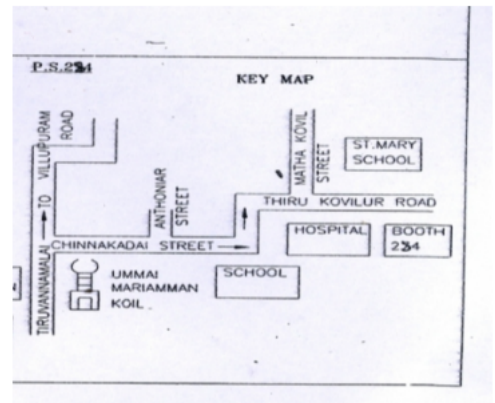 P.S.234
KEY MAP
TO VILLUPURAM
ROAD
MATHA KOVIL
STREET
ST.MARY
SCHOOL
ANTHONIAR
STREET
THIRU KOVILUR ROAD
TIRUVANNAMALAI
CHINNAKADAI STREET
HOSPITAL
BOOTH
234
UMMAI
MARIAMMAN
KOIL
SCHOOL